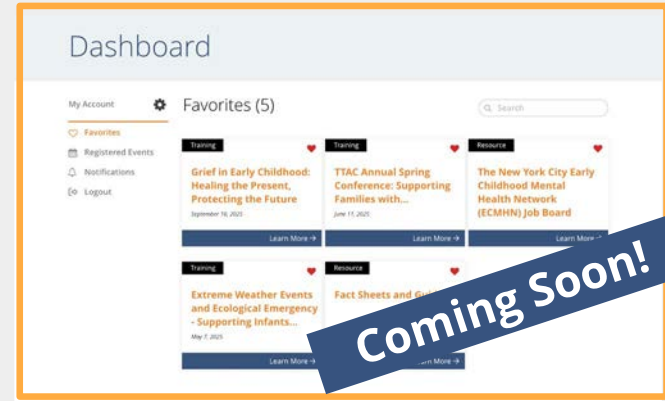 Dashboard
My Account
Favorites (5)
Search
Favorites
Registered Events
Notifications
Logout
Training
Grief in Early Childhood:
Healing the Present,
Protecting the Future
September 16, 2025
Learn More →
Training
TTAC Annual Spring
Conference: Supporting
Families with...
June 11, 2025
Learn More →
Resource
The New York City Early
Childhood Mental
Health Network
(ECMHN) Job Board
Learn More
Training
Extreme Weather Events
and Ecological Emergency
- Supporting Infants...
May 7, 2025
Learn More →
Resource
Fact Sheets and
More →
Coming Soon!